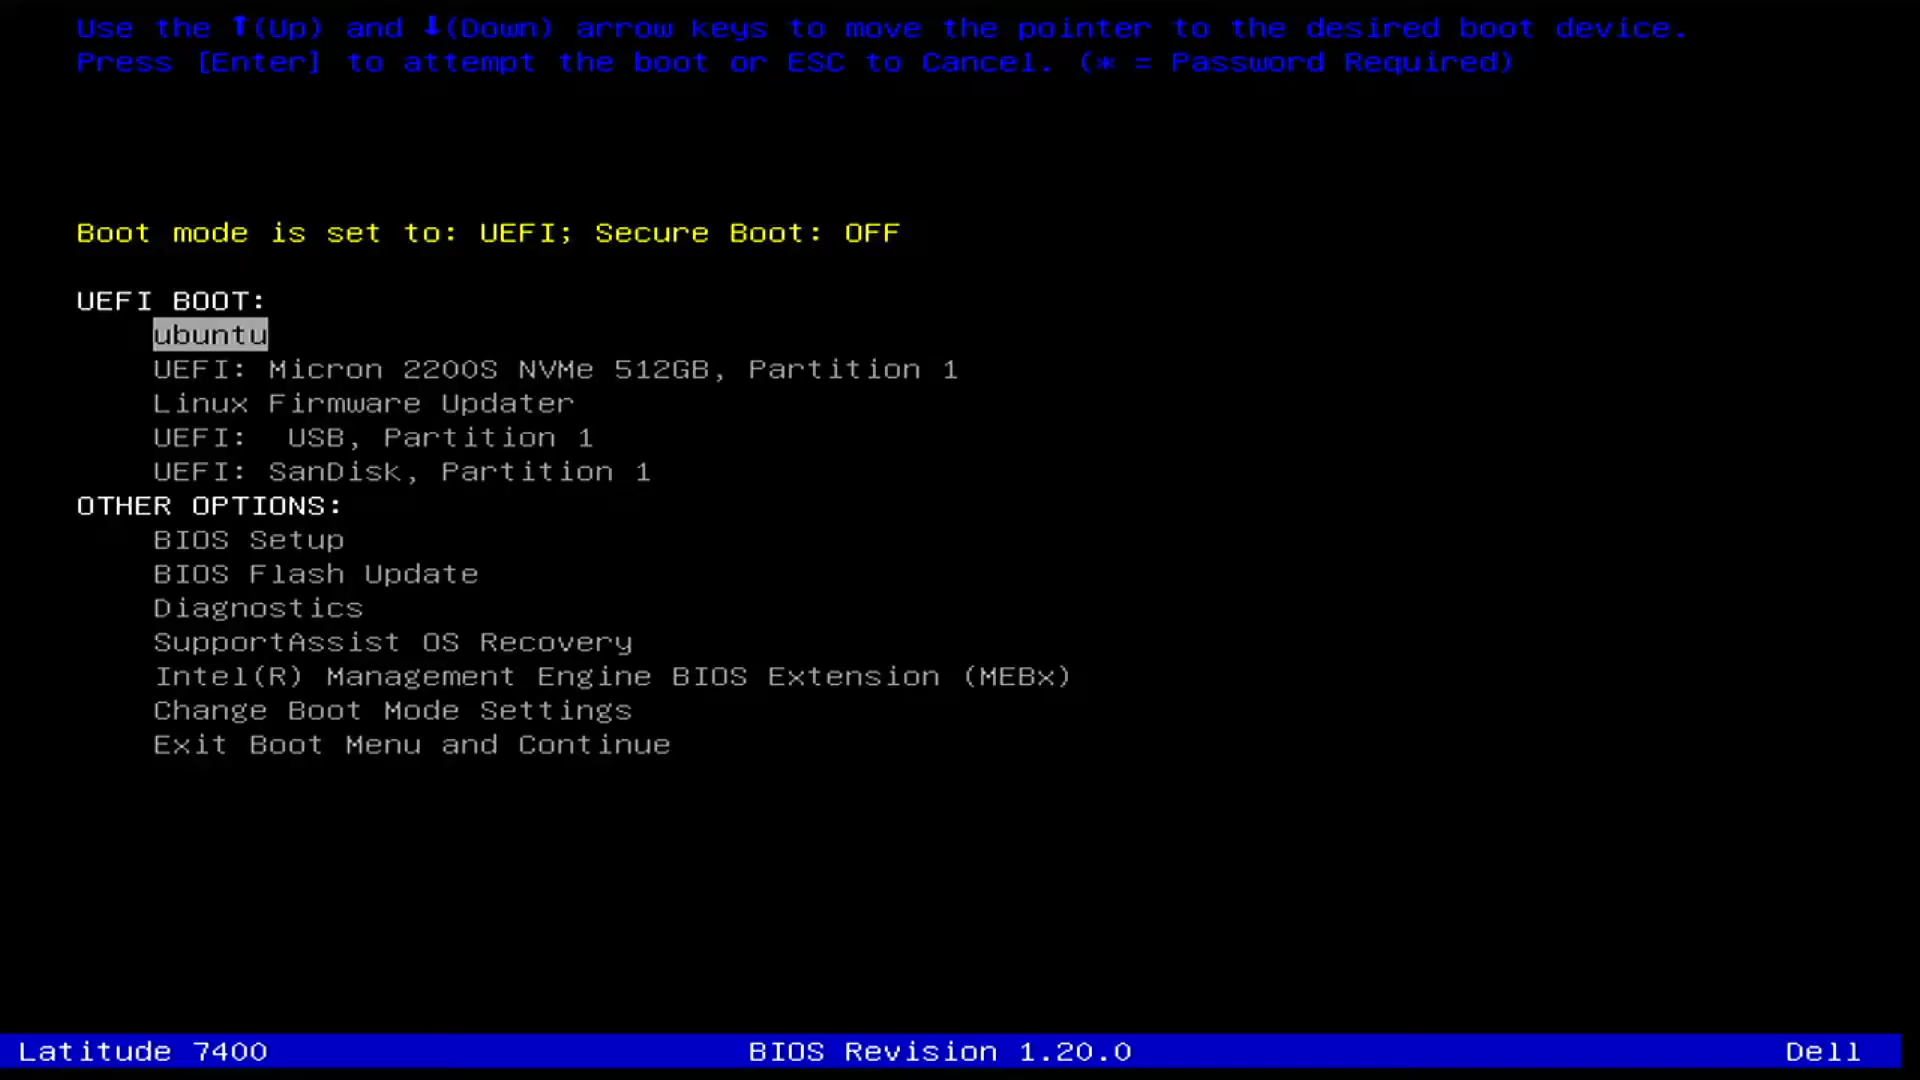 Use the ↑(Up) and ↓(Down) arrow keys to move the pointer to the desired boot device.
Press [Enter] to attempt the boot or ESC to Cancel. (* = Password Required)
Boot mode is set to: UEFI; Secure Boot: OFF
UEFI BOOT:
ubuntu
UEFI: Micron 2200S NVMe 512GB, Partition 1
Linux Firmware Updater
UEFI:  USB, Partition 1
UEFI: SanDisk, Partition 1
OTHER OPTIONS:
BIOS Setup
BIOS Flash Update
Diagnostics
SupportAssist OS Recovery
Intel(R) Management Engine BIOS Extension (MEBx)
Change Boot Mode Settings
Exit Boot Menu and Continue
Latitude 7400 BIOS Revision 1.20.0 Dell